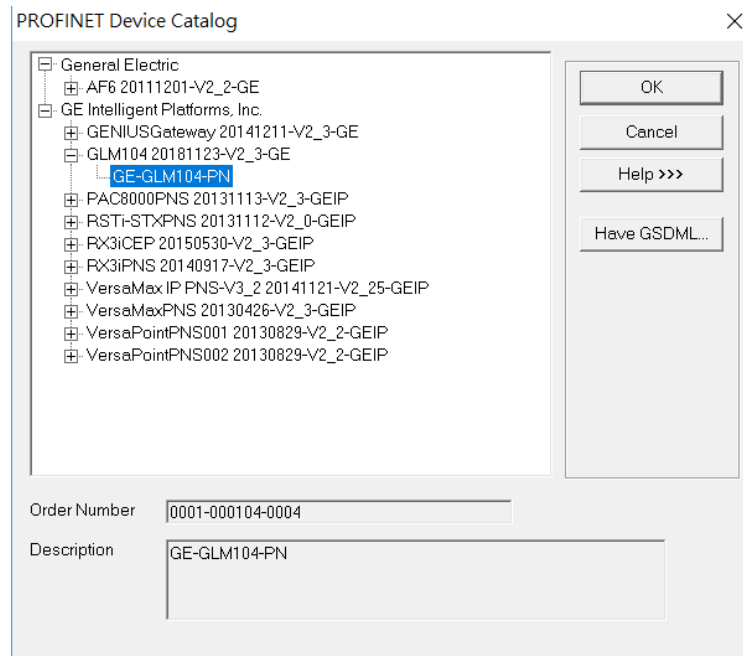 PROFINET Device Catalog
General Electric
AF6 20111201-V2_2-GE
GE Intelligent Platforms, Inc.
GENIUSGateway 20141211-V2_3-GE
GLM104 20181123-V2_3-GE
GE-GLM104-PN
PAC8000PNS 20131113-V2_3-GEIP
RSTi-STXPNS 20131112-V2_0-GEIP
RX3iCEP 20150530-V2_3-GEIP
RX3iPNS 20140917-V2_3-GEIP
VersaMax IP PNS-V3_2 20141121-V2_25-GEIP
VersaMaxPNS 20130426-V2_3-GEIP
VersaPointPNS001 20130829-V2_2-GEIP
VersaPointPNS002 20130829-V2_2-GEIP
OK
Cancel
Help >>>
Have GSDML...
Order Number 0001-000104-0004
Description GE-GLM104-PN